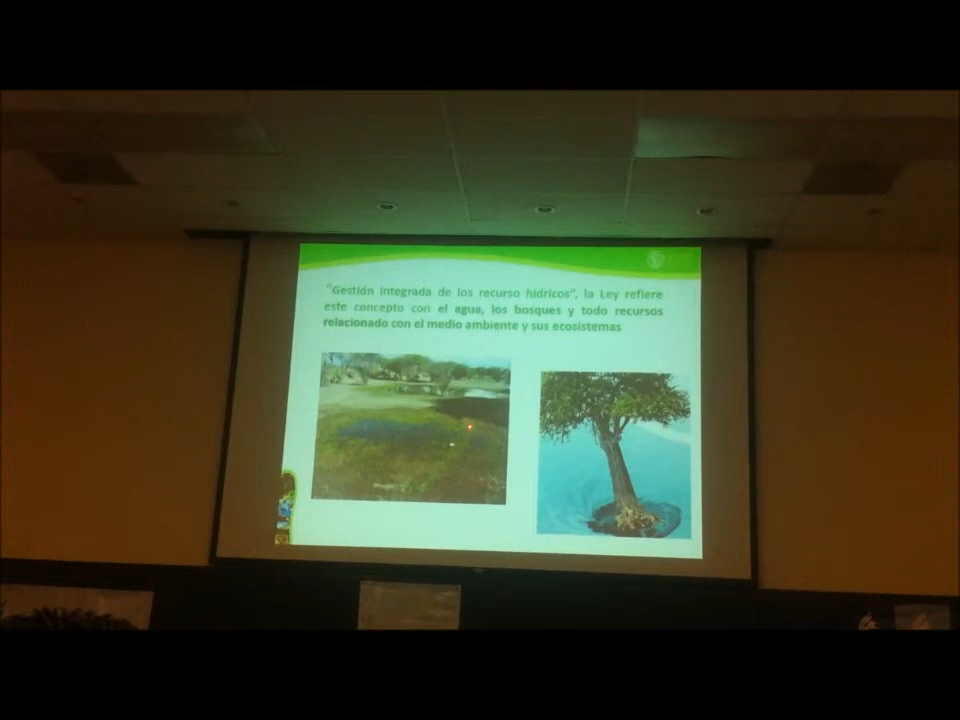 "Gestión integrada de los recurso hídricos", la Ley refiere
este concepto con el agua, los bosques y todo recursos
relacionado con el medio ambiente y sus ecosistemas